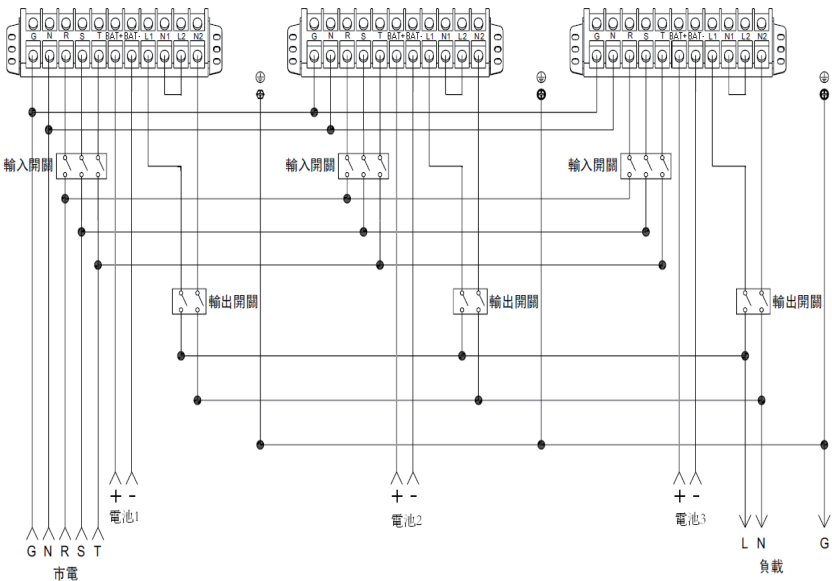 G N R S T BAT+ BAT- L1 N1 L2 N2
G N R S T BAT+ BAT- L1 N1 L2 N2
G N R S T BAT+ BAT- L1 N1 L2 N2
輸入開關
輸入開關
輸入開關
輸出開關
輸出開關
輸出開關
+ -
電池1
+ -
電池2
+ -
電池3
G N R S T
市電
L N
負載
G